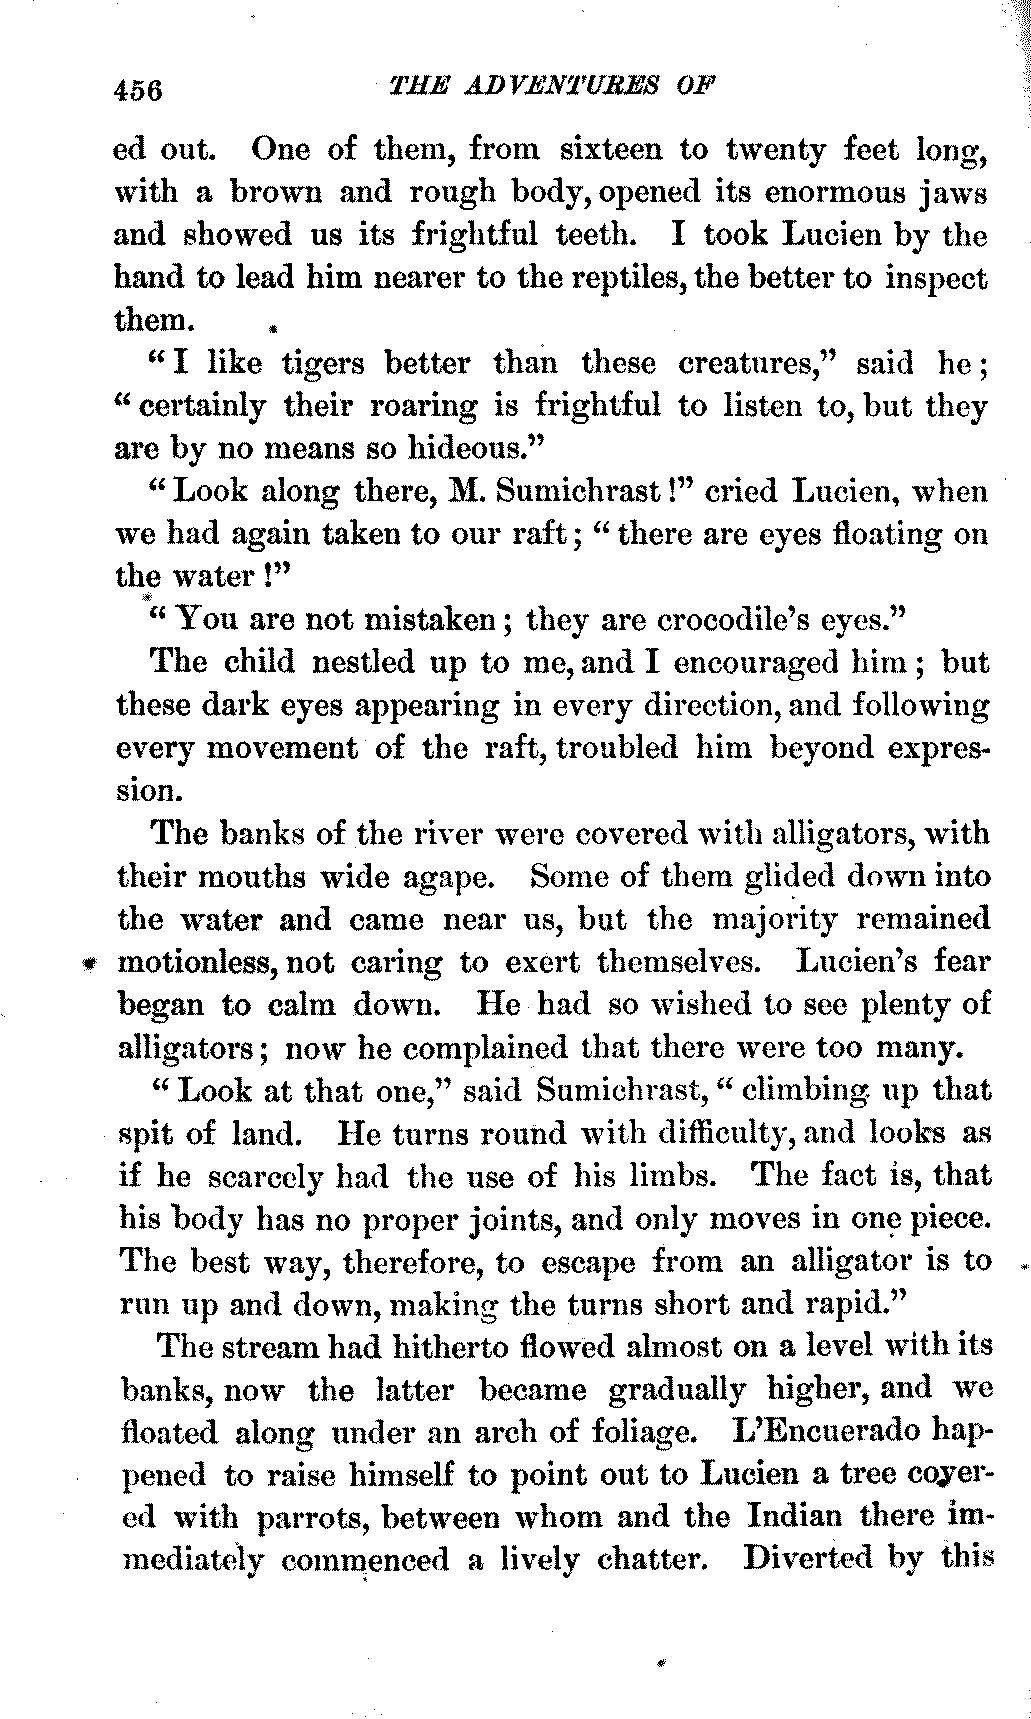 456 THE ADVENTURES OF
ed out. One of them, from sixteen to twenty feet long,
with a brown and rough body, opened its enormous jaws
and showed us its frightful teeth. I took Lucien by the
hand to lead him nearer to the reptiles, the better to inspect
them.
“I like tigers better than these creatures,” said he;
“certainly their roaring is frightful to listen to, but they
are by no means so hideous.”
“Look along there, M. Sumichrast!” cried Lucien, when
we had again taken to our raft; “there are eyes floating on
the water!”
“You are not mistaken; they are crocodile’s eyes.”
The child nestled up to me, and I encouraged him; but
these dark eyes appearing in every direction, and following
every movement of the raft, troubled him beyond expres-
sion.
The banks of the river were covered with alligators, with
their mouths wide agape. Some of them glided down into
the water and came near us, but the majority remained
motionless, not caring to exert themselves. Lucien’s fear
began to calm down. He had so wished to see plenty of
alligators; now he complained that there were too many.
“Look at that one,” said Sumichrast, “climbing up that
spit of land. He turns round with difficulty, and looks as
if he scarcely had the use of his limbs. The fact is, that
his body has no proper joints, and only moves in one piece.
The best way, therefore, to escape from an alligator is to
run up and down, making the turns short and rapid.”
The stream had hitherto flowed almost on a level with its
banks, now the latter became gradually higher, and we
floated along under an arch of foliage. L’Encuerado hap-
pened to raise himself to point out to Lucien a tree cover-
ed with parrots, between whom and the Indian there im-
mediately commenced a lively chatter. Diverted by this